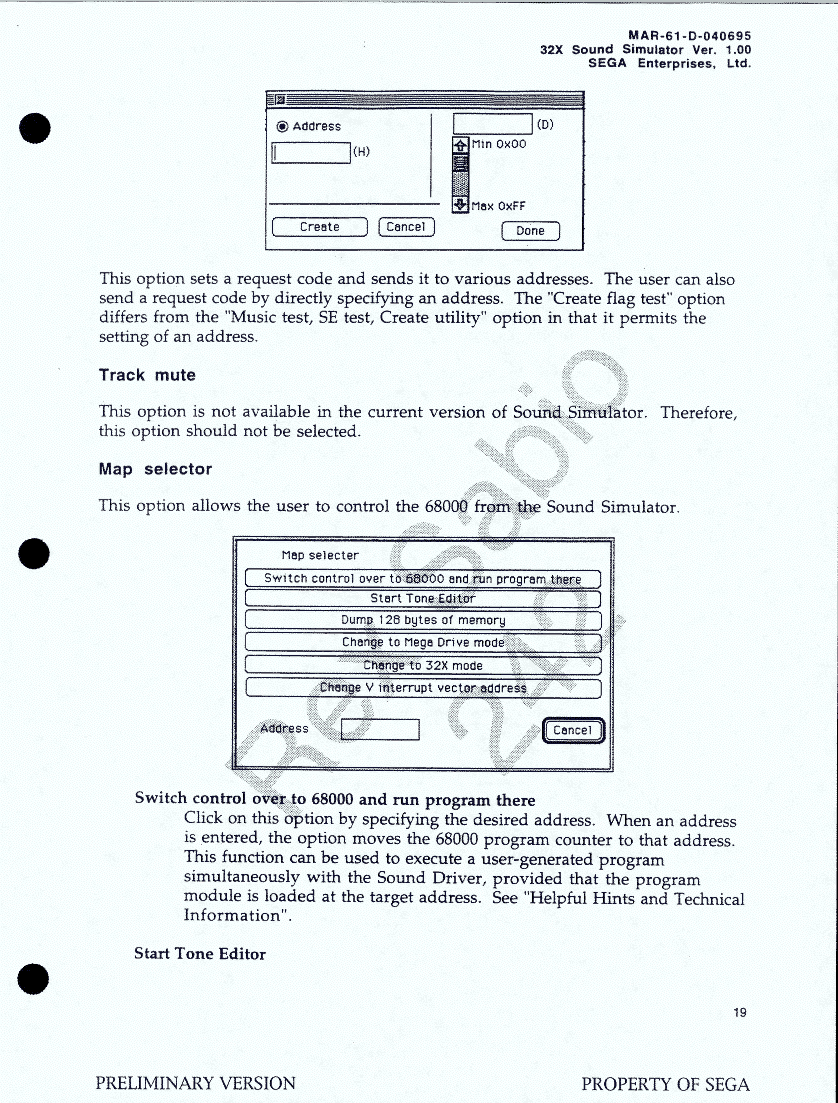 MAR-61-D-040695
32X Sound Simulator Ver. 1.00
SEGA Enterprises, Ltd.
Address
(H)
(D)
Min 0x00
Max 0xFF
Create
Cancel
Done
This option sets a request code and sends it to various addresses. The user can also
send a request code by directly specifying an address. The "Create flag test" option
differs from the "Music test, SE test, Create utility" option in that it permits the
setting of an address.
Track mute
This option is not available in the current version of Sound Simulator. Therefore,
this option should not be selected.
Map selector
This option allows the user to control the 68000 from the Sound Simulator.
Map selecter
Switch control over to 68000 and run program there
Start Tone Editor
Dump 128 bytes of memory
Change to Mega Drive mode
Change to 32X mode
Change V interrupt vector address
Address
Cancel
Switch control over to 68000 and run program there
Click on this option by specifying the desired address. When an address
is entered, the option moves the 68000 program counter to that address.
This function can be used to execute a user-generated program
simultaneously with the Sound Driver, provided that the program
module is loaded at the target address. See "Helpful Hints and Technical
Information".
Start Tone Editor
19
PRELIMINARY VERSION
PROPERTY OF SEGA
Rex Sabio
242